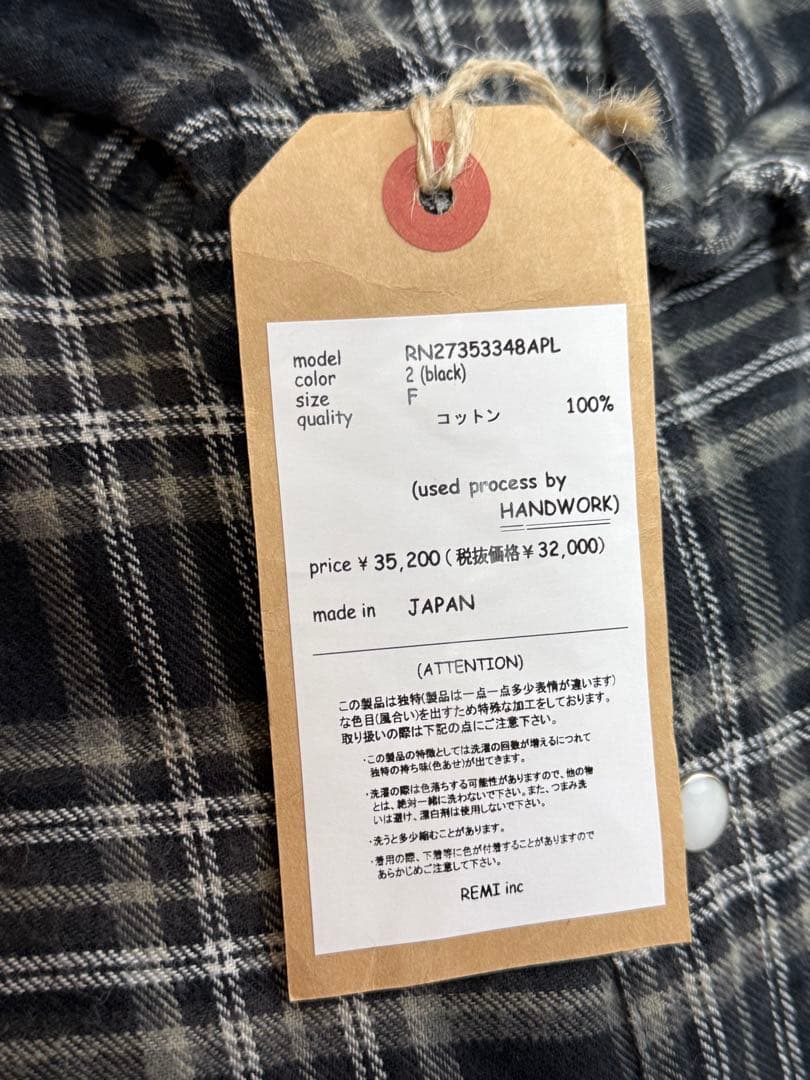 model RN27353348APL
color 2 (black)
size F
quality コットン 100%
(used process by
HANDWORK)
price ¥ 35,200 ( 税抜価格 ¥ 32,000)
made in JAPAN
(ATTENTION)
この製品は独特(製品は一点一点多少表情が違います)
な色目(風合い)を出すため特殊な加工をしております。
取り扱いの際は下記の点にご注意下さい。
・この製品の特徴としては洗濯の回数が増えるにつれて
独特の持ち味(色あせ)が出てきます。
・洗濯の際は色落ちする可能性がありますので、他の物
とは、絶対一緒に洗わないで下さい。また、つまみ洗
いは避け、漂白剤は使用しないで下さい。
・洗うと多少縮むことがあります。
・着用の際、下着等に色が付着することがありますので
あらかじめご注意して下さい。
REMI inc